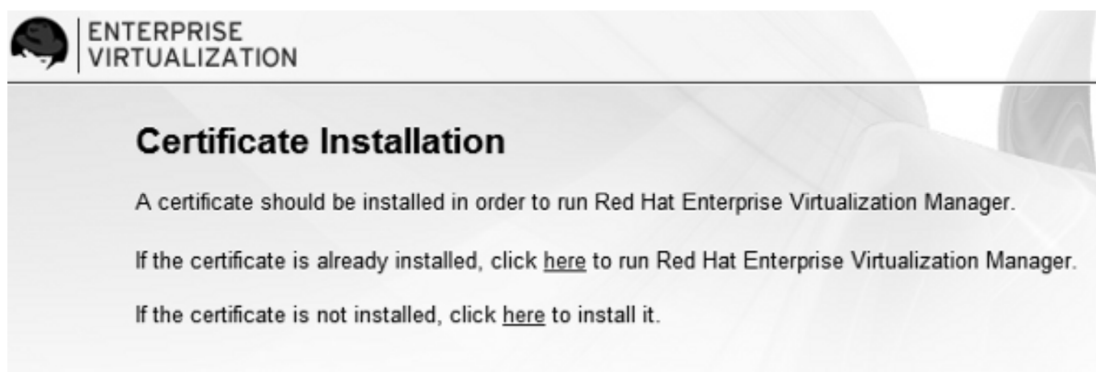 ENTERPRISE
VIRTUALIZATION
Certificate Installation
A certificate should be installed in order to run Red Hat Enterprise Virtualization Manager.
If the certificate is already installed, click here to run Red Hat Enterprise Virtualization Manager.
If the certificate is not installed, click here to install it.